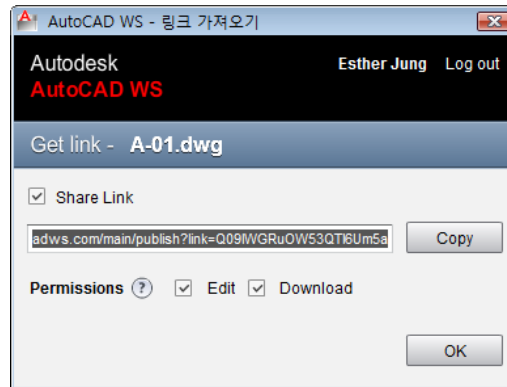 AutoCAD WS - 링크 가져오기
Autodesk Esther Jung Log out
AutoCAD WS
Get link - A-01.dwg
Share Link
adws.com/main/publish?link=Q09lWGRuOW53QTl6Um5a Copy
Permissions ? Edit Download
OK